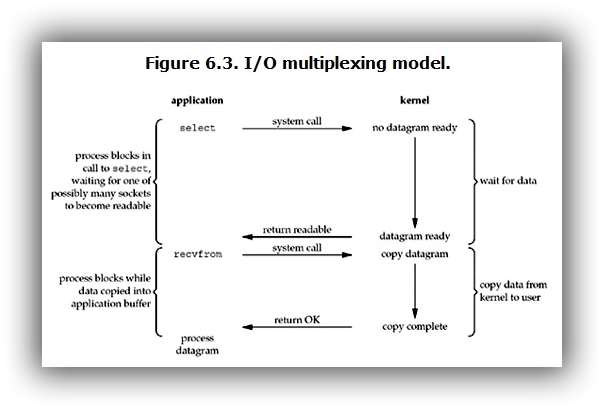 Figure 6.3. I/O multiplexing model.
application
kernel
select
system call
no datagram ready
process blocks in
call to select,
waiting for one of
possibly many sockets
to become readable
wait for data
return readable
datagram ready
recvfrom
system call
copy datagram
process blocks while
data copied into
application buffer
copy data from
kernel to user
return OK
copy complete
process
datagram